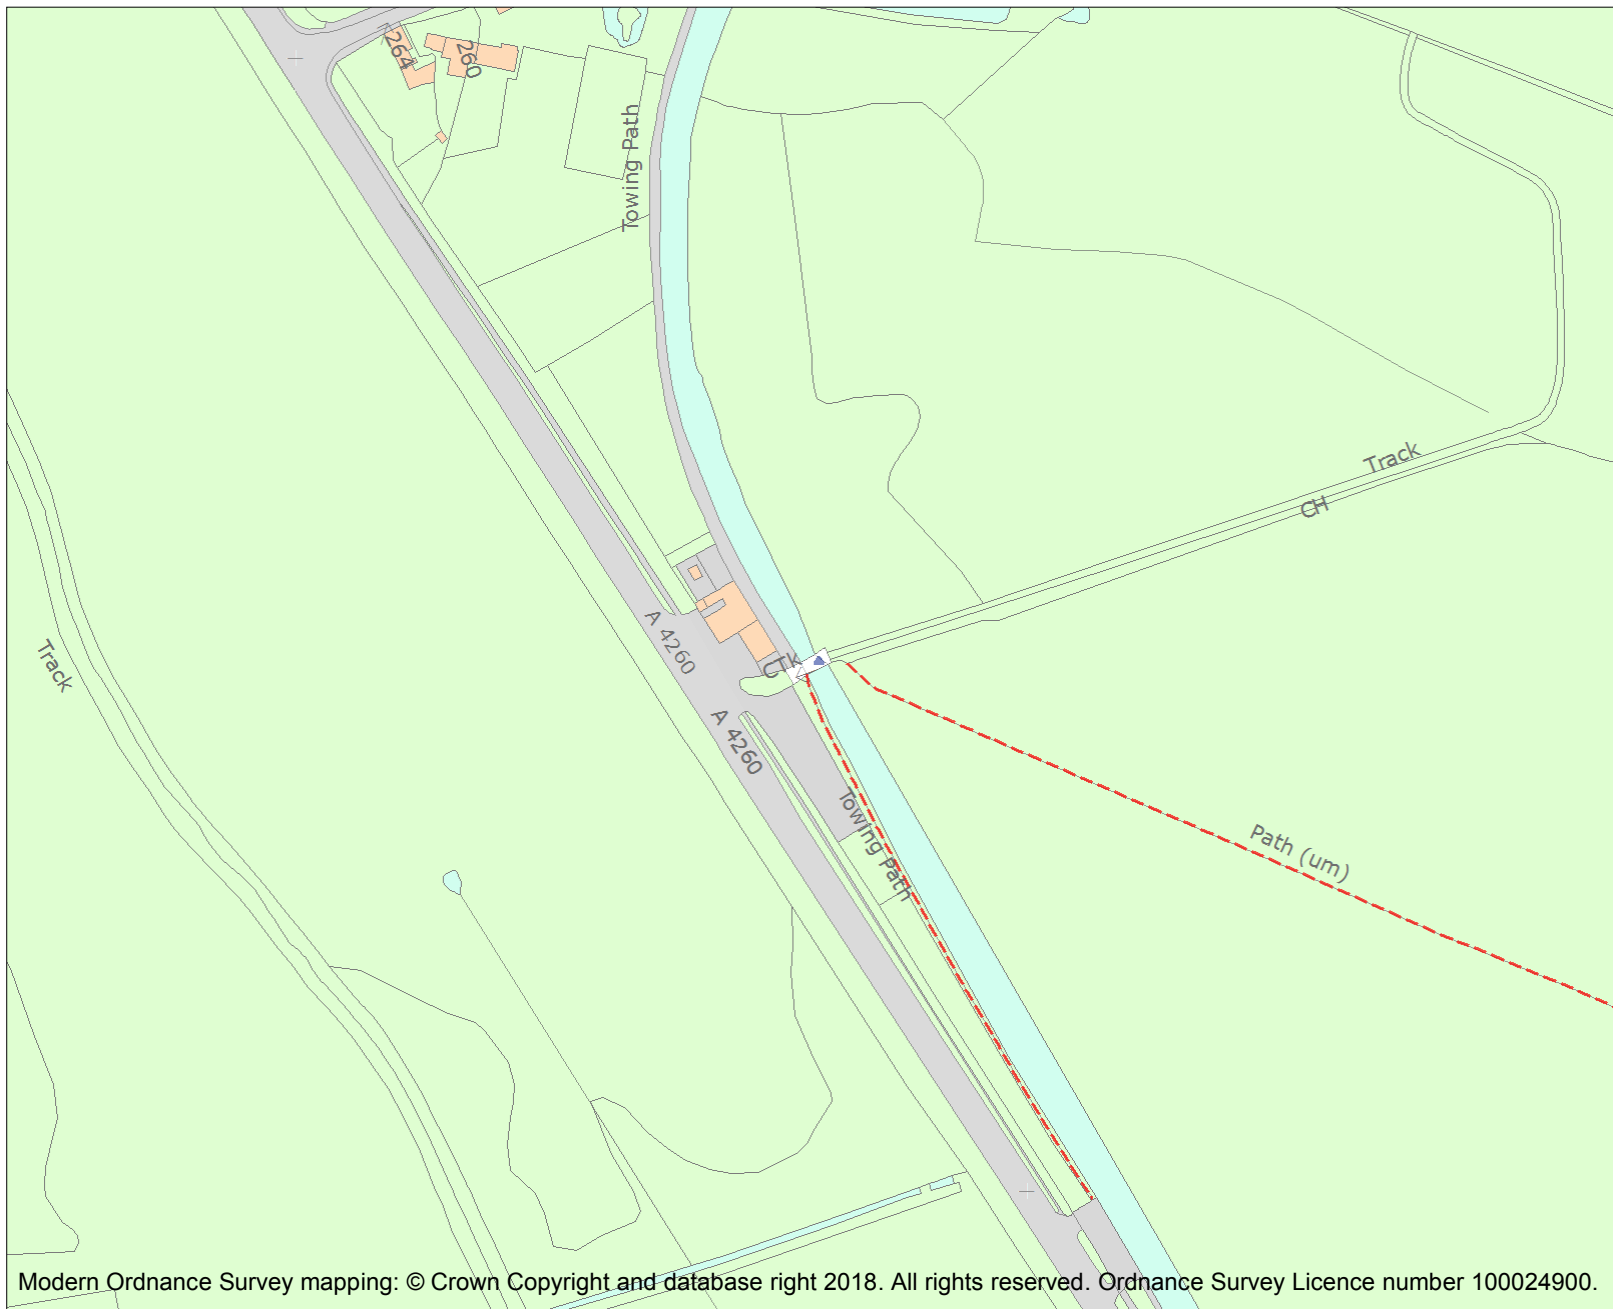 264
260
Towing Path
Track
CH
A 4260
CTk
Track
A 4260
Towing Path
Path (um)
Modern Ordnance Survey mapping: © Crown Copyright and database right 2018. All rights reserved. Ordnance Survey Licence number 100024900.